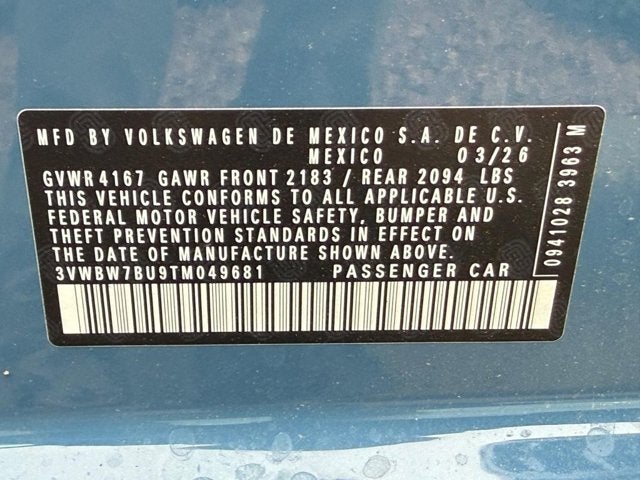 MFD BY VOLKSWAGEN DE MEXICO S.A. DE C.V.
MEXICO 03/26
GVWR 4167 GAWR FRONT 2183 / REAR 2094 LBS
THIS VEHICLE CONFORMS TO ALL APPLICABLE U.S.
FEDERAL MOTOR VEHICLE SAFETY, BUMPER AND
THEFT PREVENTION STANDARDS IN EFFECT ON
THE DATE OF MANUFACTURE SHOWN ABOVE.
3VWBW7BU9TM049681 PASSENGER CAR
0941028 3963 M